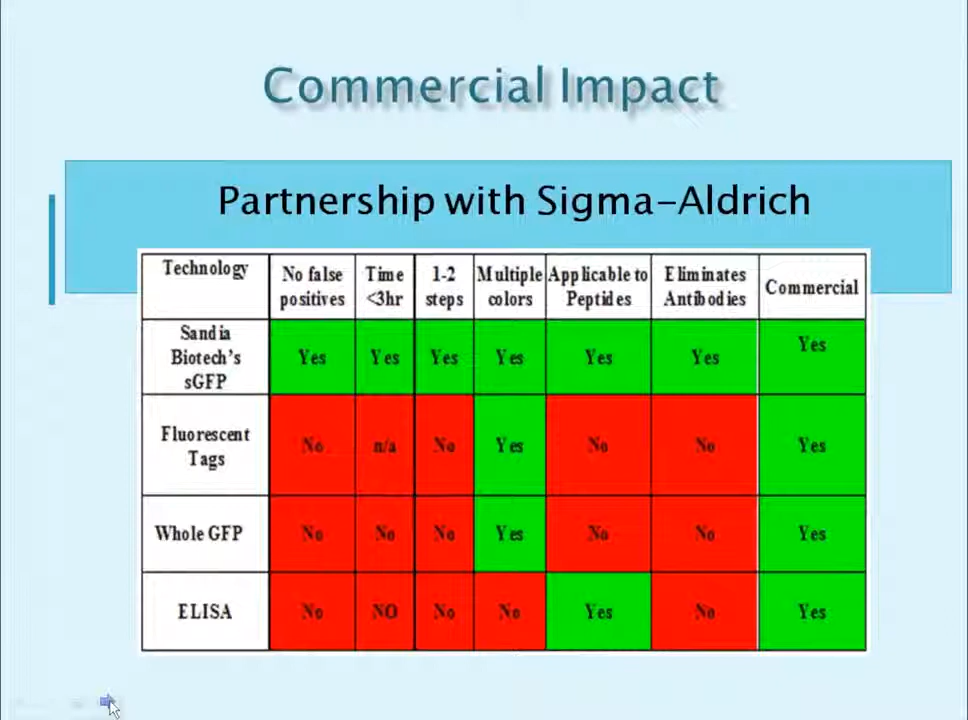 Commercial Impact
Partnership with Sigma-Aldrich
Technology No false positives Time <3hr 1-2 steps Multiple colors Applicable to Peptides Eliminates Antibodies Commercial
Sandia Biotech's sGFP Yes Yes Yes Yes Yes Yes Yes
Fluorescent Tags No n/a No Yes No No Yes
Whole GFP No No No Yes No No Yes
ELISA No NO No No Yes No Yes